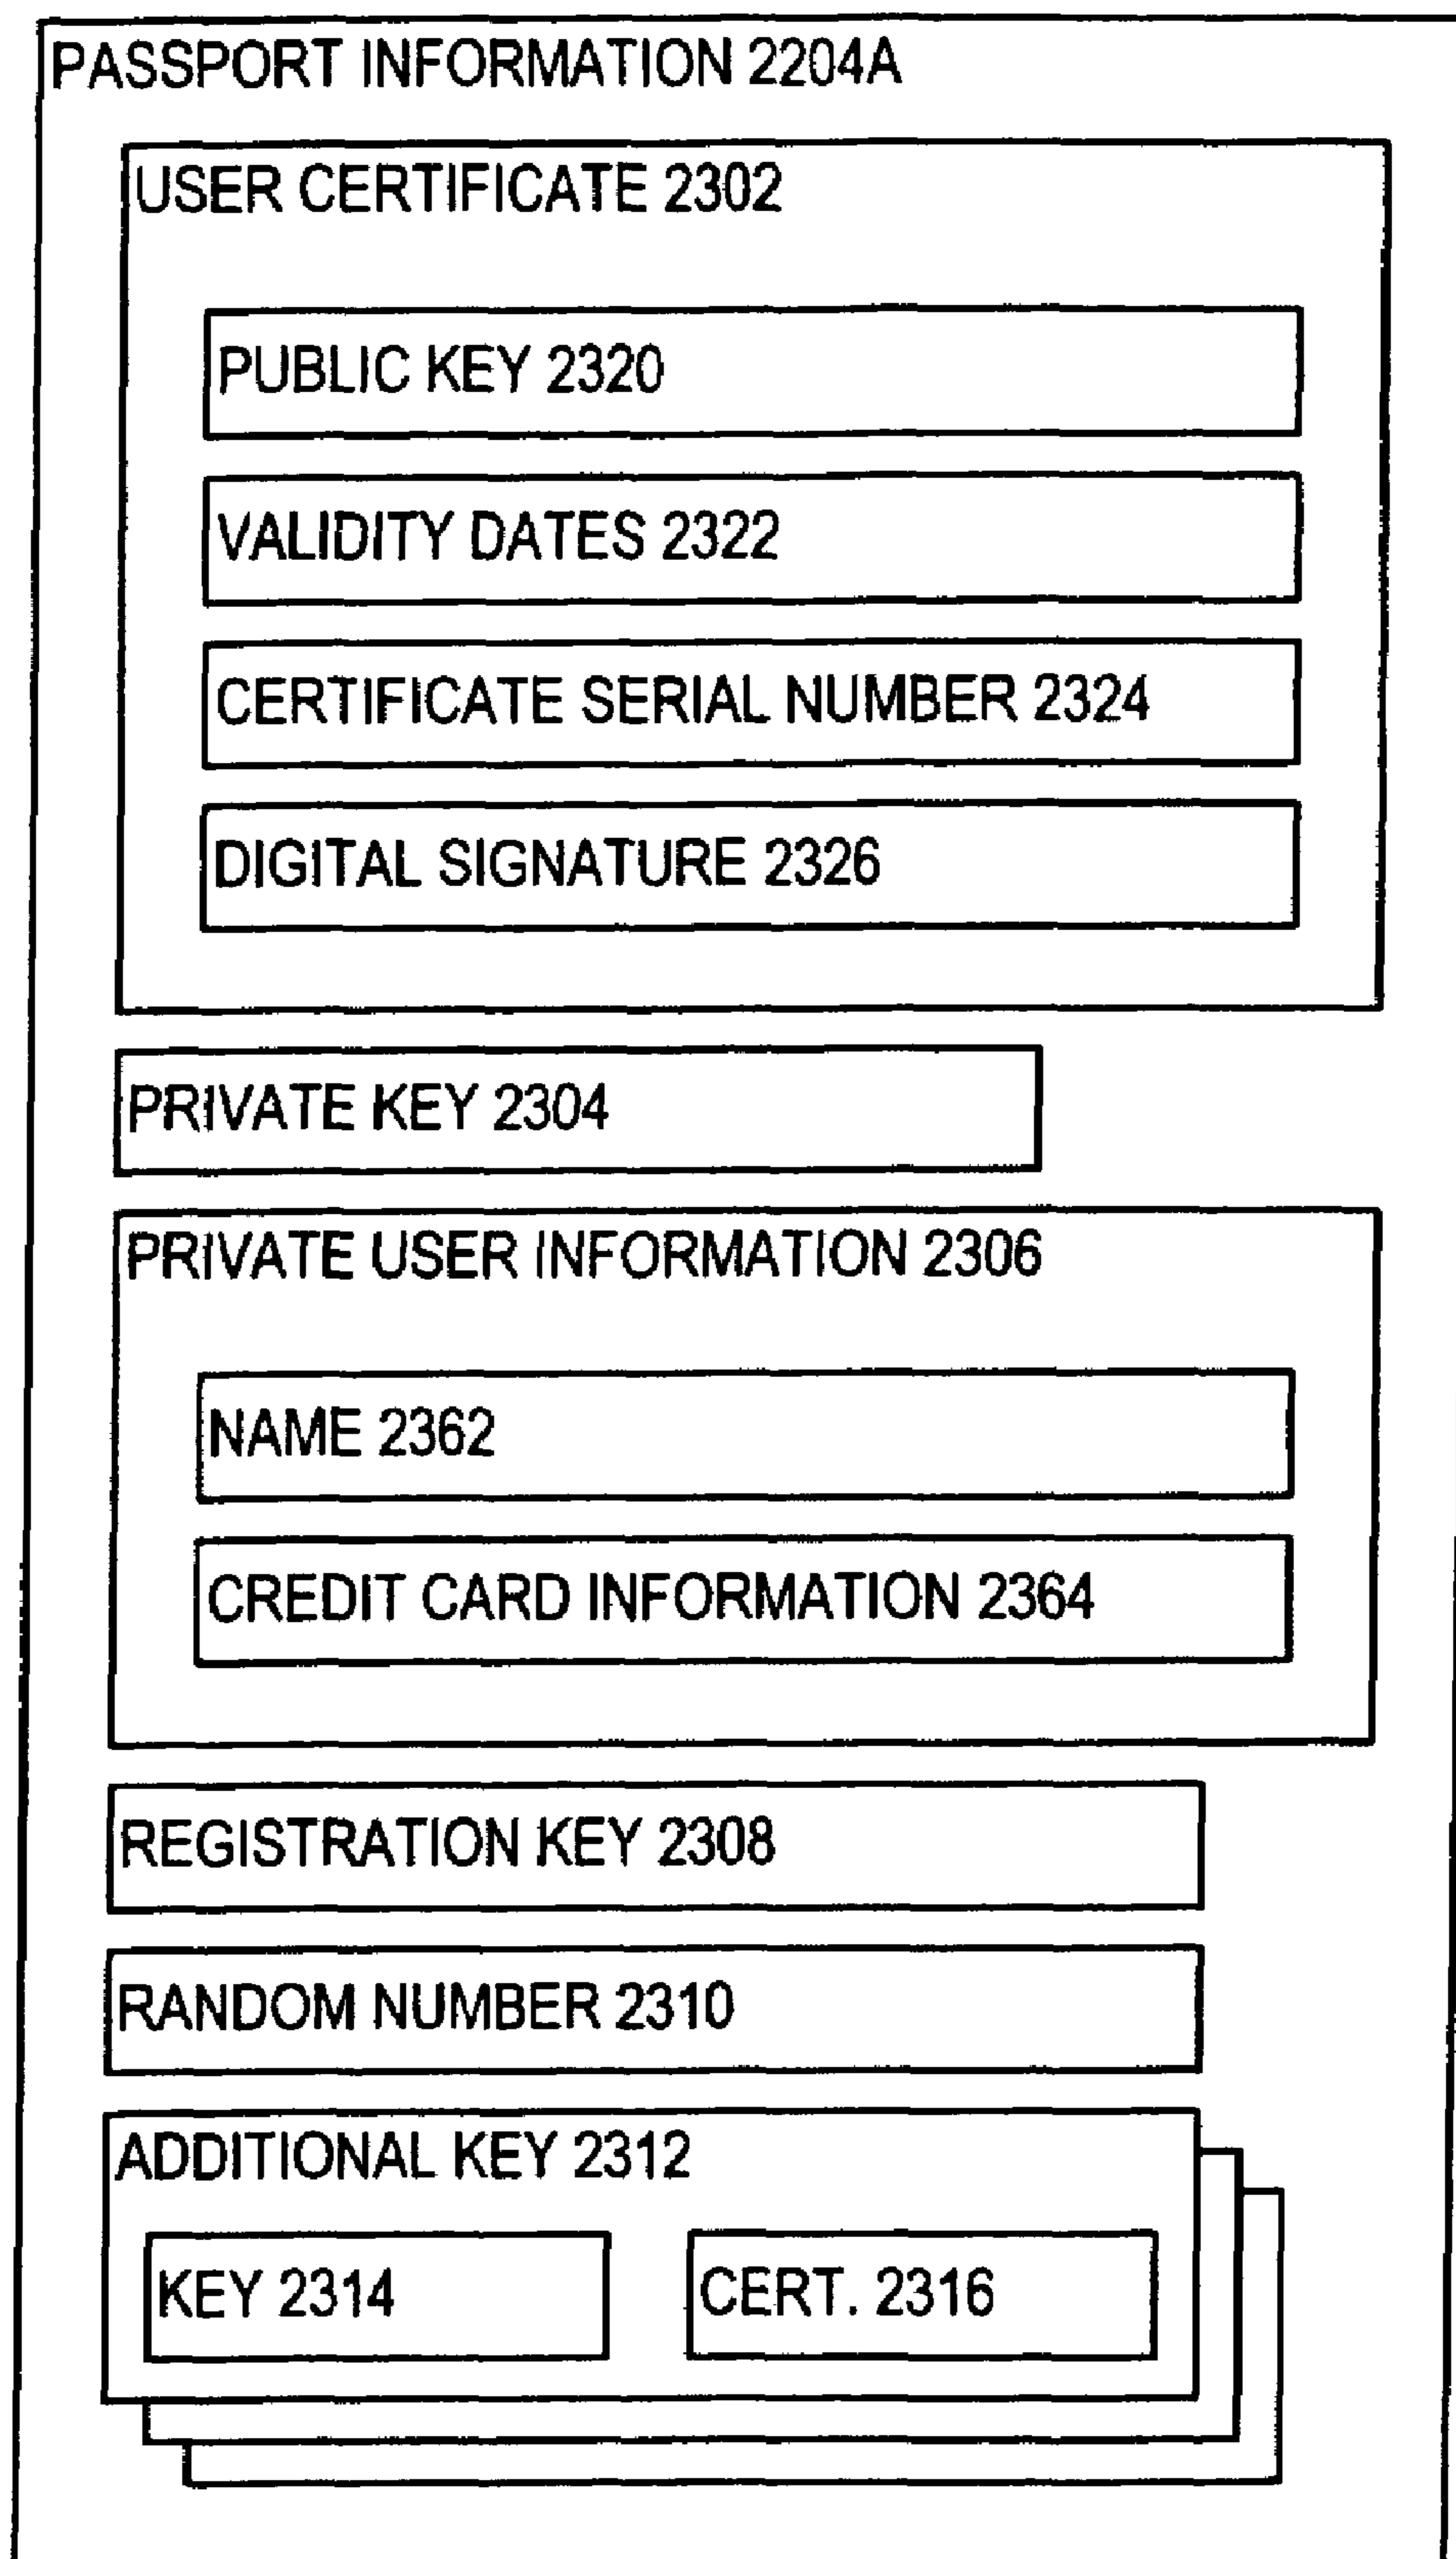 PASSPORT INFORMATION 2204A
USER CERTIFICATE 2302
PUBLIC KEY 2320
VALIDITY DATES 2322
CERTIFICATE SERIAL NUMBER 2324
DIGITAL SIGNATURE 2326
PRIVATE KEY 2304
PRIVATE USER INFORMATION 2306
NAME 2362
CREDIT CARD INFORMATION 2364
REGISTRATION KEY 2308
RANDOM NUMBER 2310
ADDITIONAL KEY 2312
KEY 2314 CERT. 2316